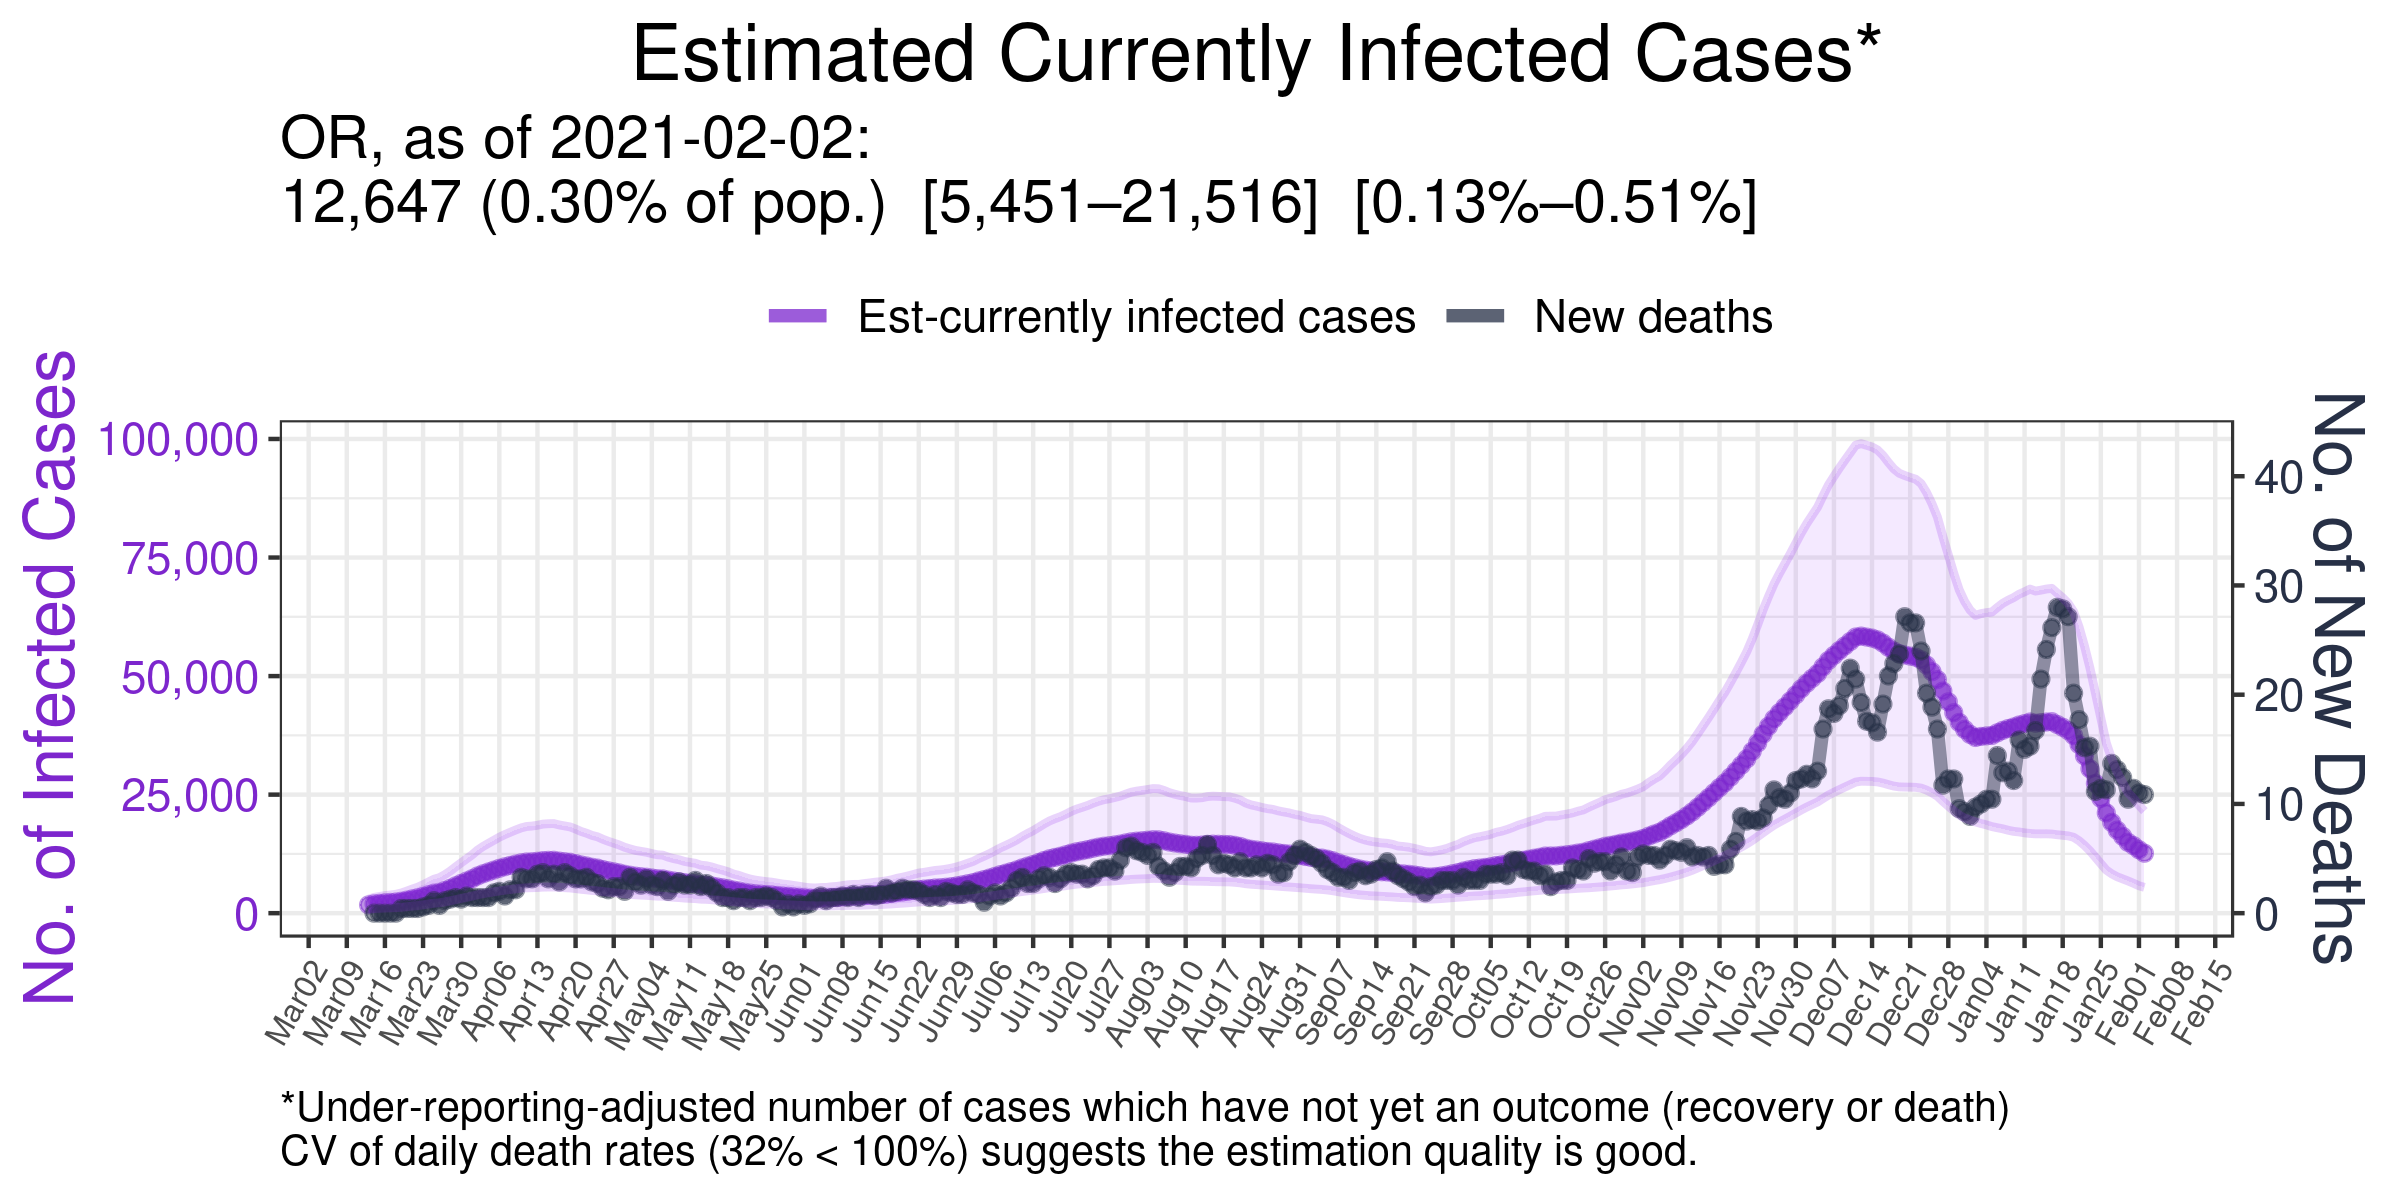 Estimated Currently Infected Cases*
OR, as of 2021-02-02:
12,647 (0.30% of pop.) [5,451–21,516] [0.13%–0.51%]
Est-currently infected cases New deaths
No. of Infected Cases
100,000
75,000
50,000
25,000
0
40
30
20
10
0
No. of New Deaths
Mar02 Mar09 Mar16 Mar23 Mar30 Apr06 Apr13 Apr20 Apr27 May04 May11 May18 May25 Jun01 Jun08 Jun15 Jun22 Jun29 Jul06 Jul13 Jul20 Jul27 Aug03 Aug10 Aug17 Aug24 Aug31 Sep07 Sep14 Sep21 Sep28 Oct05 Oct12 Oct19 Oct26 Nov02 Nov09 Nov16 Nov23 Nov30 Dec07 Dec14 Dec21 Dec28 Jan04 Jan11 Jan18 Jan25 Feb01 Feb08 Feb15
*Under-reporting-adjusted number of cases which have not yet an outcome (recovery or death)
CV of daily death rates (32% < 100%) suggests the estimation quality is good.